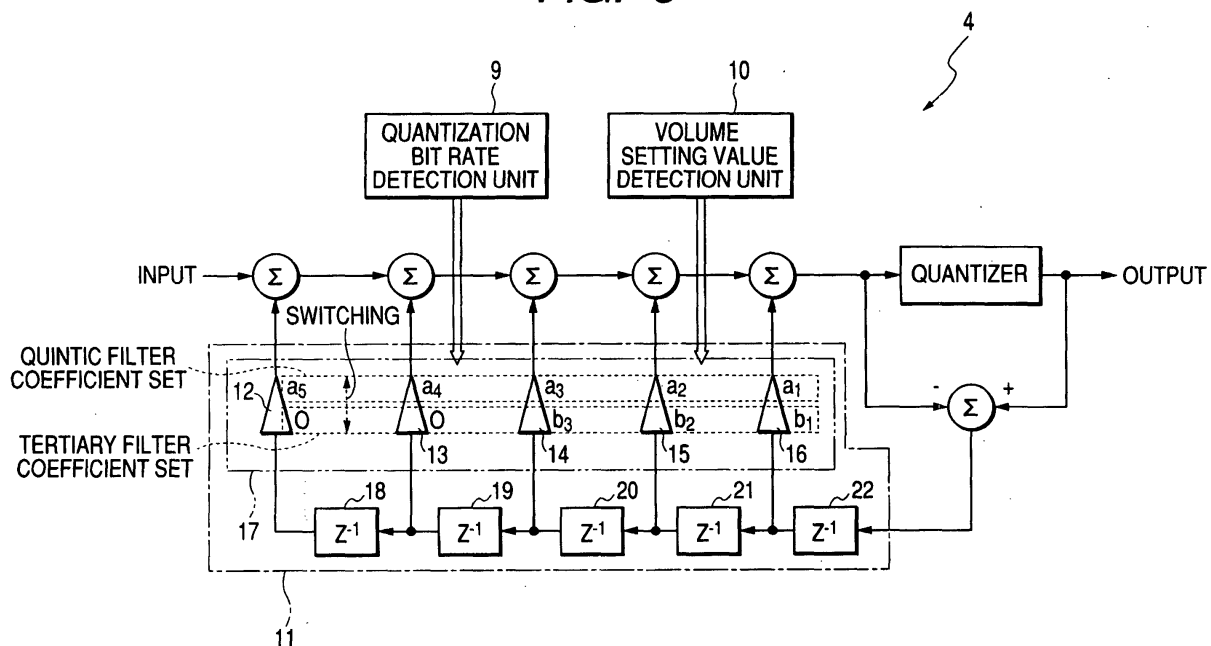 4
9
10
QUANTIZATION
BIT RATE
DETECTION UNIT
VOLUME
SETTING VALUE
DETECTION UNIT
INPUT
Σ
Σ
Σ
Σ
Σ
QUANTIZER
OUTPUT
SWITCHING
QUINTIC FILTER
COEFFICIENT SET
12
a5
a4
a3
a2
a1
- Σ +
0
0
b3
b2
b1
TERTIARY FILTER
COEFFICIENT SET
13
14
15
16
17
18
19
20
21
22
Z-1
Z-1
Z-1
Z-1
Z-1
11